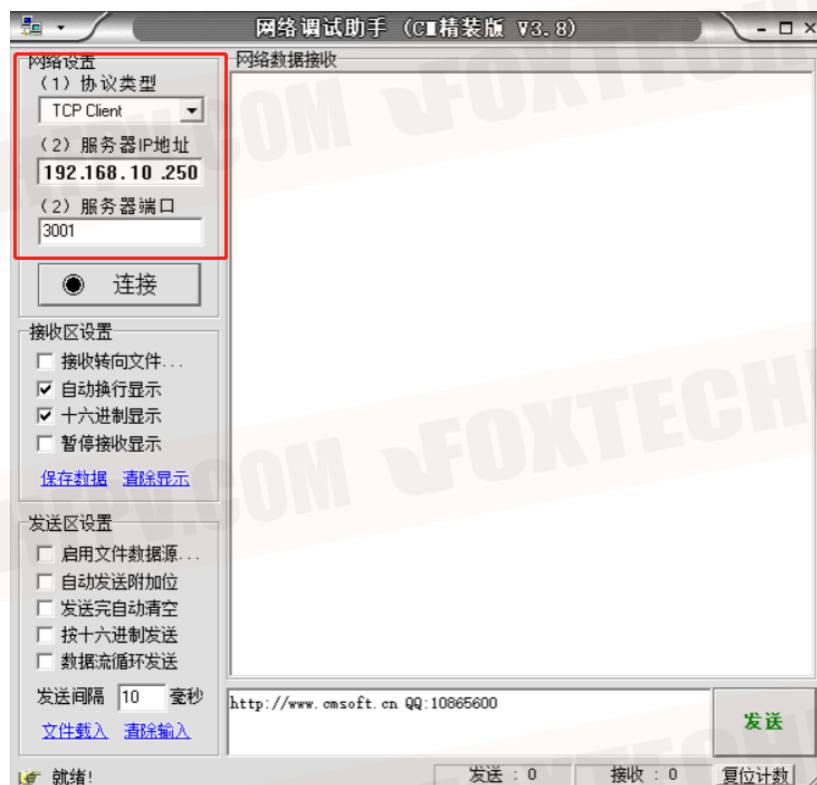 网络调试助手 (CⅢ精装版 V3.8)
网络设置
(1) 协议类型
TCP Client
(2) 服务器IP地址
192.168.10.250
(2) 服务器端口
3001
连接
接收区设置
接收转向文件...
自动换行显示
十六进制显示
暂停接收显示
保存数据 清除显示
发送区设置
启用文件数据源...
自动发送附加位
发送完自动清空
按十六进制发送
数据流循环发送
发送间隔 10 毫秒
文件载入 清除输入
网络数据接收
http://www.cmsoft.cn QQ:10865600
发送
就绪!
发送 : 0
接收 : 0
复位计数
FOXTECH